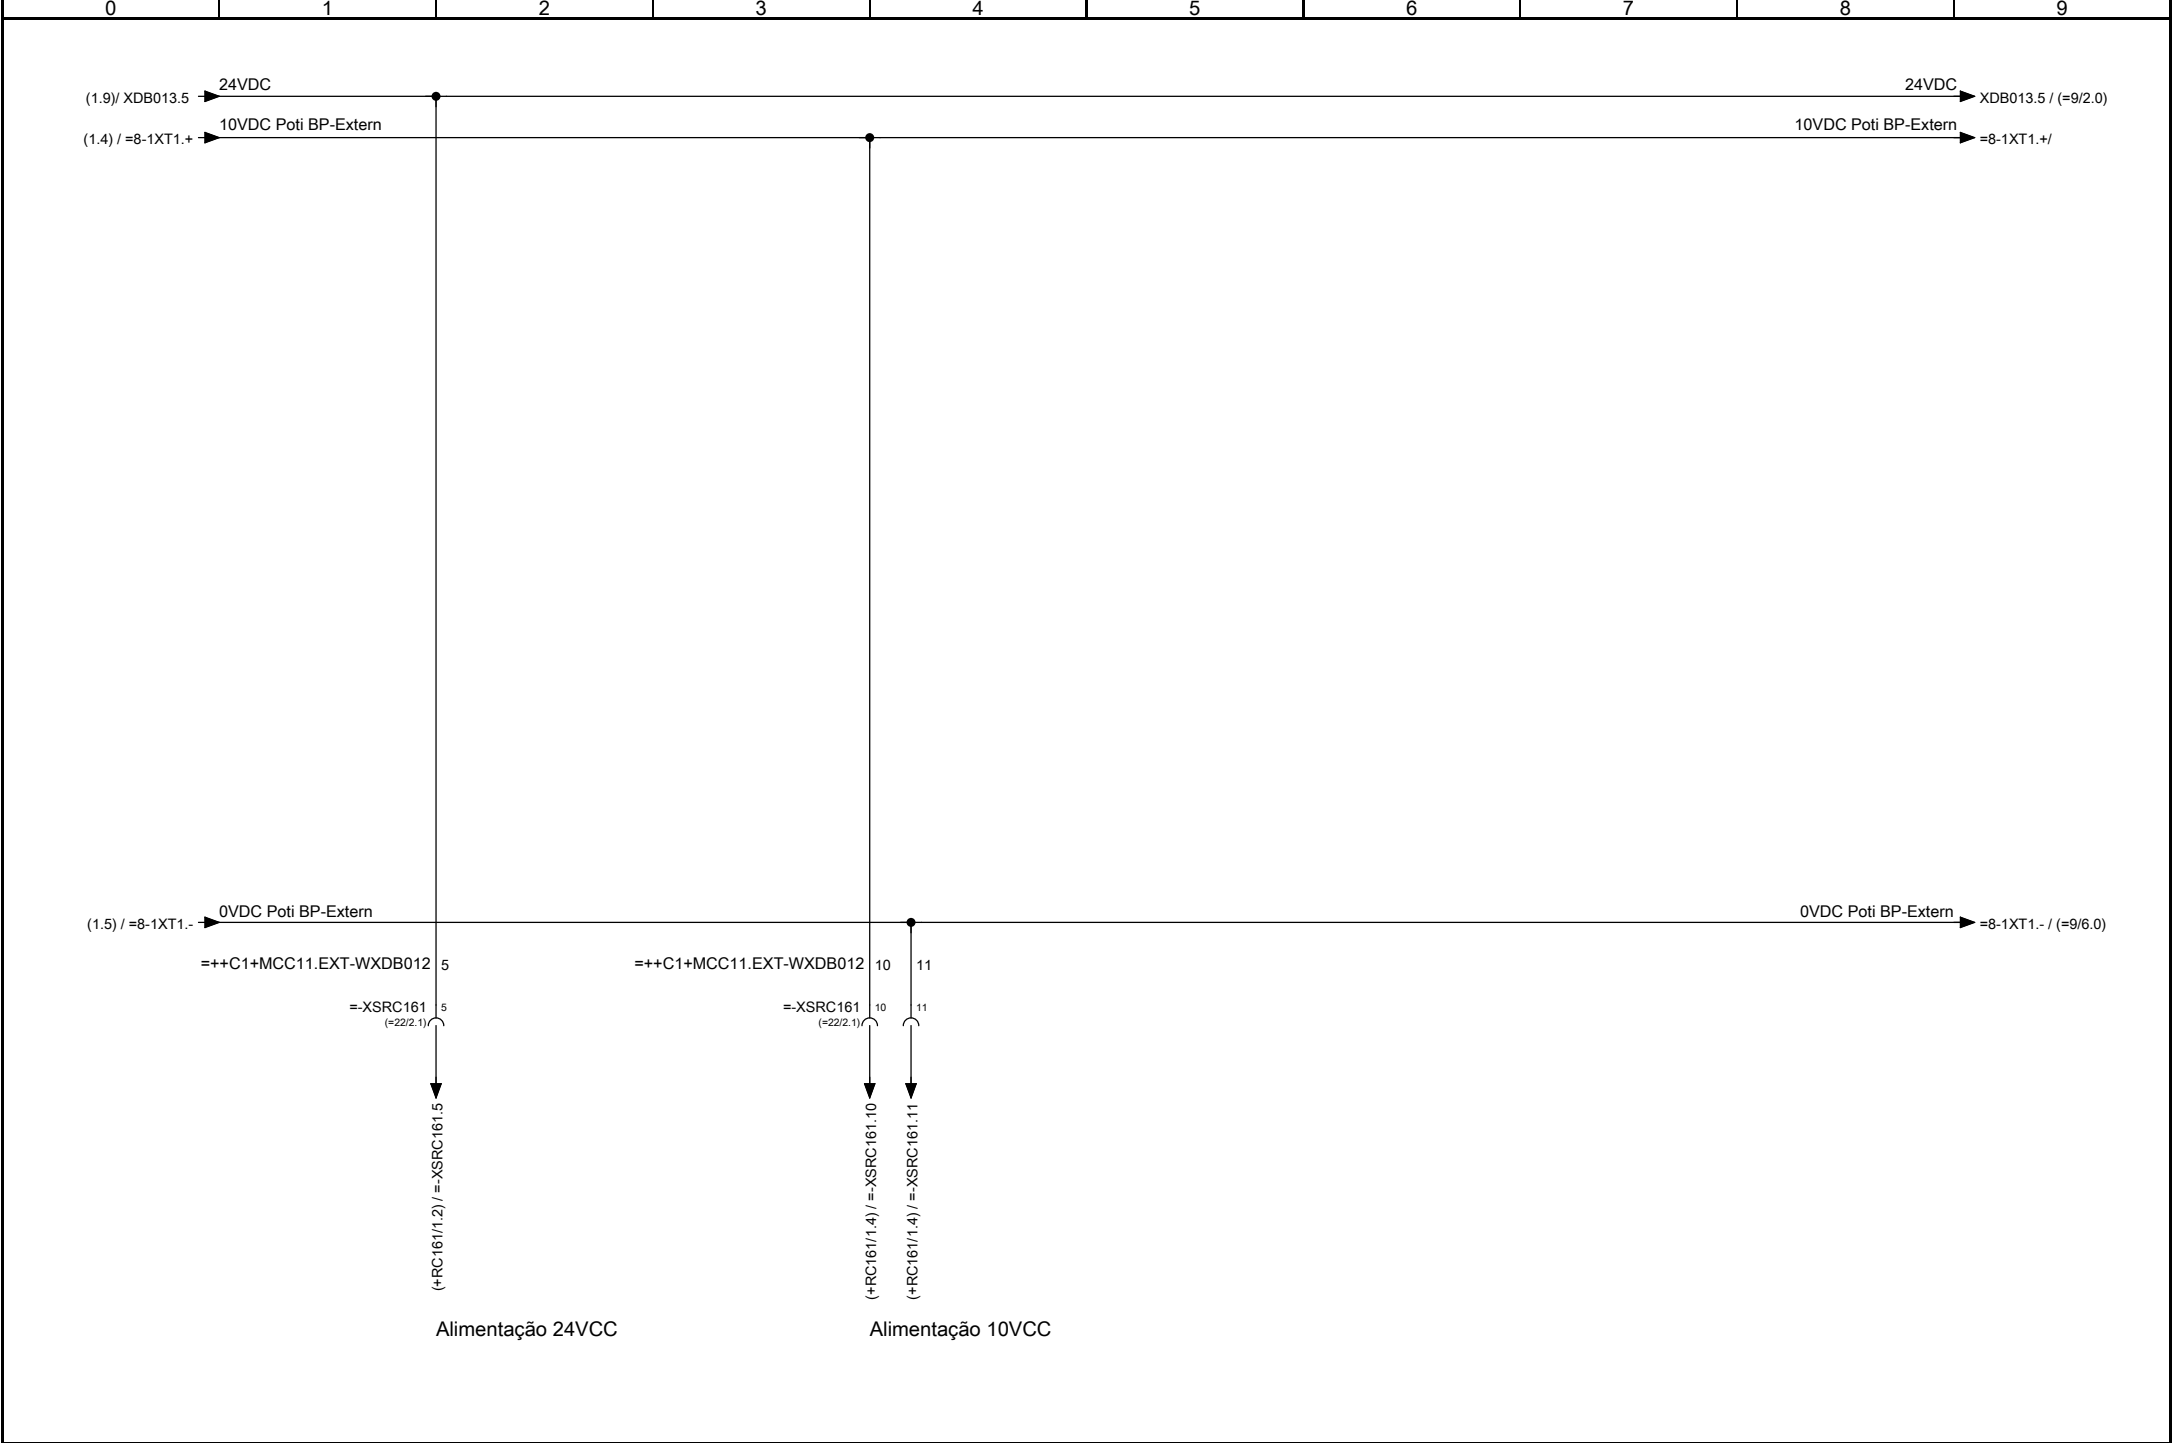 0 1 2 3 4 5 6 7 8 9
24VDC 24VDC
(1.9)/ XDB013.5 XDB013.5 / (=9/2.0)
10VDC Poti BP-Extern 10VDC Poti BP-Extern
(1.4) / =8-1XT1.+ =8-1XT1.+/
0VDC Poti BP-Extern 0VDC Poti BP-Extern
(1.5) / =8-1XT1.- =8-1XT1.- / (=9/6.0)
=++C1+MCC11.EXT-WXDB012 5 =++C1+MCC11.EXT-WXDB012 10 11
=-XSRC161 5 =-XSRC161 10 11
(=22/2.1) (=22/2.1)
(+RC161/1.2) / =-XSRC161.5
(+RC161/1.4) / =-XSRC161.10
(+RC161/1.4) / =-XSRC161.11
Alimentação 24VCC Alimentação 10VCC